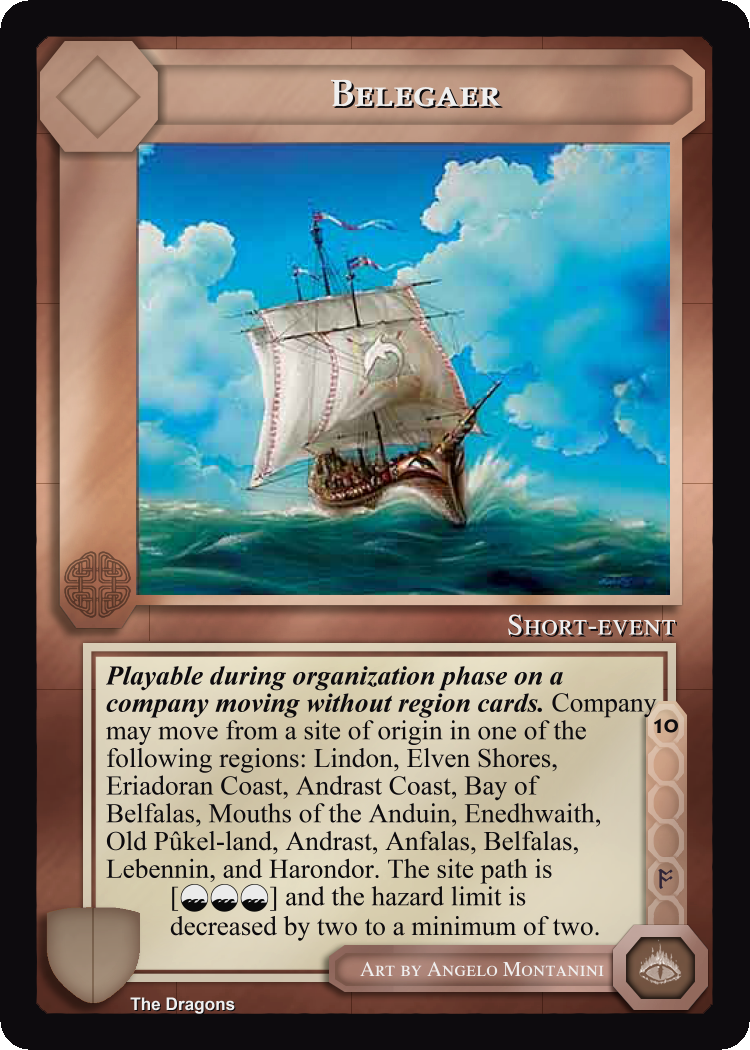 Belegaer
Short-event
Playable during organization phase on a
company moving without region cards. Company
may move from a site of origin in one of the
following regions: Lindon, Elven Shores,
Eriadoran Coast, Andrast Coast, Bay of
Belfalas, Mouths of the Anduin, Enedhwaith,
Old Pûkel-land, Andrast, Anfalas, Belfalas,
Lebennin, and Harondor. The site path is
[ ] and the hazard limit is
decreased by two to a minimum of two.
10
ᚩ
Art by Angelo Montanini
The Dragons